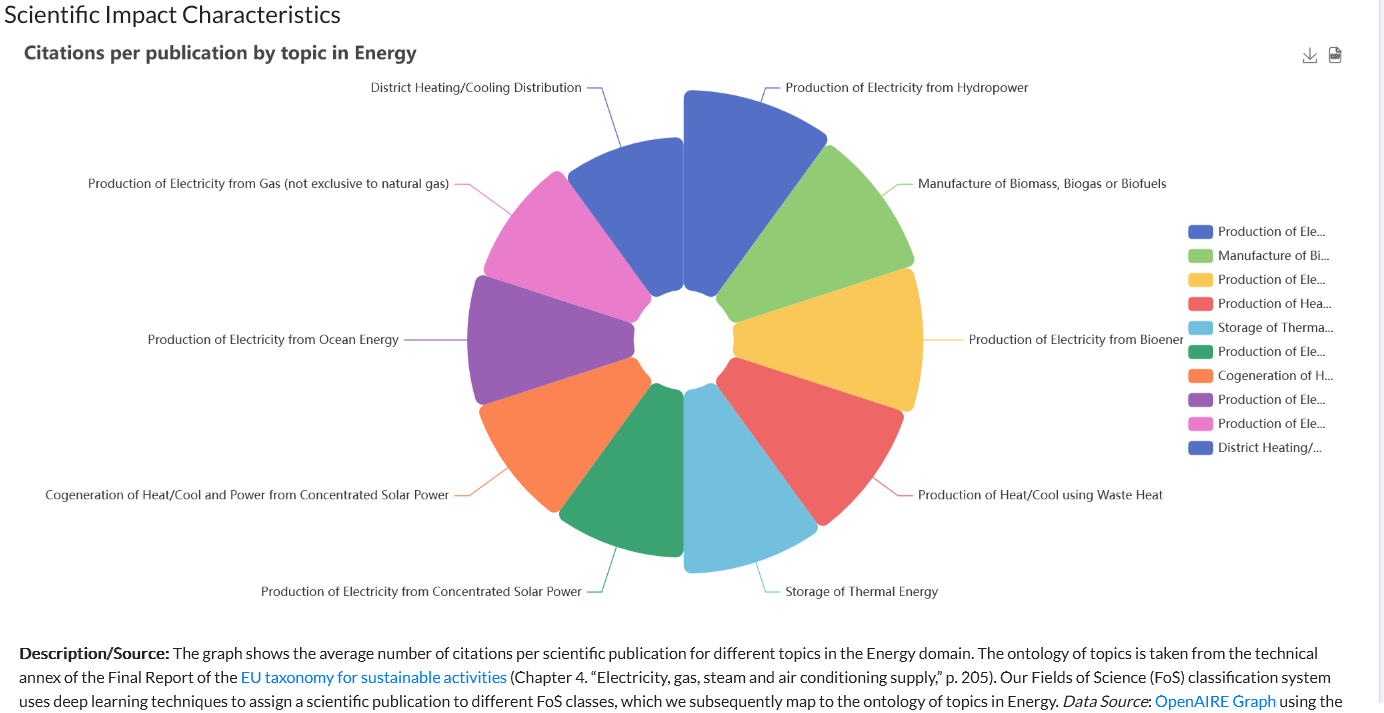 Scientific Impact Characteristics
Citations per publication by topic in Energy
District Heating/Cooling Distribution
Production of Electricity from Hydropower
Production of Electricity from Gas (not exclusive to natural gas)
Manufacture of Biomass, Biogas or Biofuels
Production of Electricity from Ocean Energy
Production of Electricity from Bioener
Cogeneration of Heat/Cool and Power from Concentrated Solar Power
Production of Heat/Cool using Waste Heat
Production of Electricity from Concentrated Solar Power
Storage of Thermal Energy
Production of Ele...
Manufacture of Bi...
Production of Ele...
Production of Hea...
Storage of Therma...
Production of Ele...
Cogeneration of H...
Production of Ele...
Production of Ele...
District Heating/...
Description/Source: The graph shows the average number of citations per scientific publication for different topics in the Energy domain. The ontology of topics is taken from the technical
annex of the Final Report of the EU taxonomy for sustainable activities (Chapter 4. “Electricity, gas, steam and air conditioning supply,” p. 205). Our Fields of Science (FoS) classification system
uses deep learning techniques to assign a scientific publication to different FoS classes, which we subsequently map to the ontology of topics in Energy. Data Source: OpenAIRE Graph using the